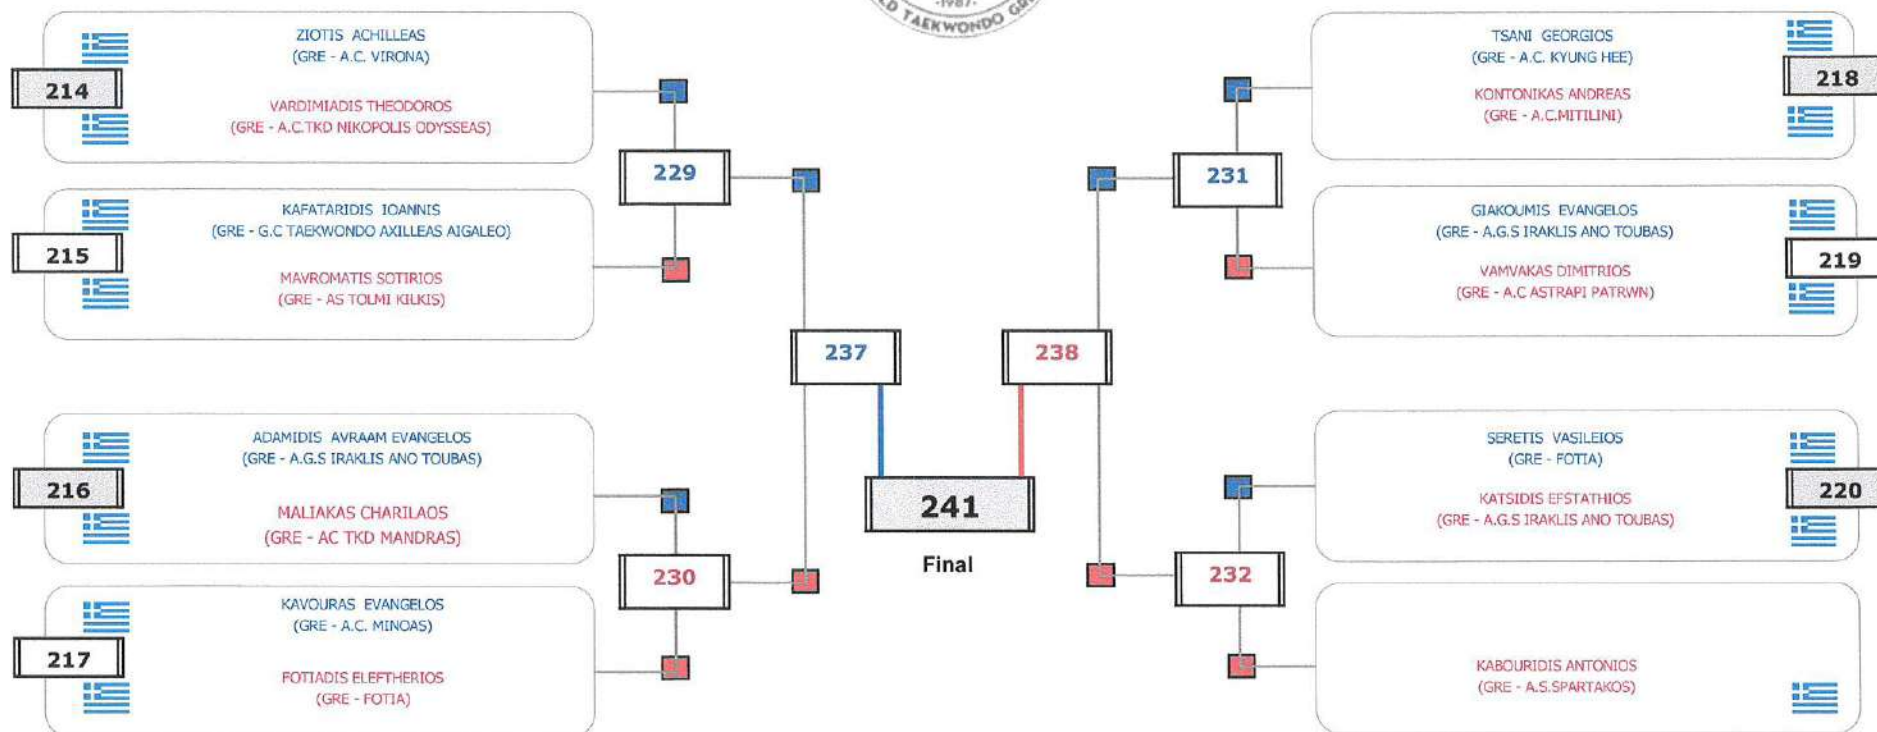 -1987-
TAEKWONDO
214
ZIOTIS ACHILLEAS
(GRE - A.C. VIRONA)
VARDIMIADIS THEODOROS
(GRE - A.C.TKD NIKOPOLIS ODYSSEAS)
215
KAFATARIDIS IOANNIS
(GRE - G.C TAEKWONDO AXILLEAS AIGALEO)
MAVROMATIS SOTIRIOS
(GRE - AS TOLMI KILKIS)
229
216
ADAMIDIS AVRAAM EVANGELOS
(GRE - A.G.S IRAKLIS ANO TOUBAS)
MALIAKAS CHARILAOS
(GRE - AC TKD MANDRAS)
217
KAVOURAS EVANGELOS
(GRE - A.C. MINOAS)
FOTIADIS ELEFTHERIOS
(GRE - FOTIA)
230
237
241
Final
238
231
218
TSANI GEORGIOS
(GRE - A.C. KYUNG HEE)
KONTONIKAS ANDREAS
(GRE - A.C.MITILINI)
219
GIAKOUMIS EVANGELOS
(GRE - A.G.S IRAKLIS ANO TOUBAS)
VAMVAKAS DIMITRIOS
(GRE - A.C ASTRAPI PATRWN)
232
220
SERETIS VASILEIOS
(GRE - FOTIA)
KATSIDIS EFSTATHIOS
(GRE - A.G.S IRAKLIS ANO TOUBAS)
KABOURIDIS ANTONIOS
(GRE - A.S.SPARTAKOS)